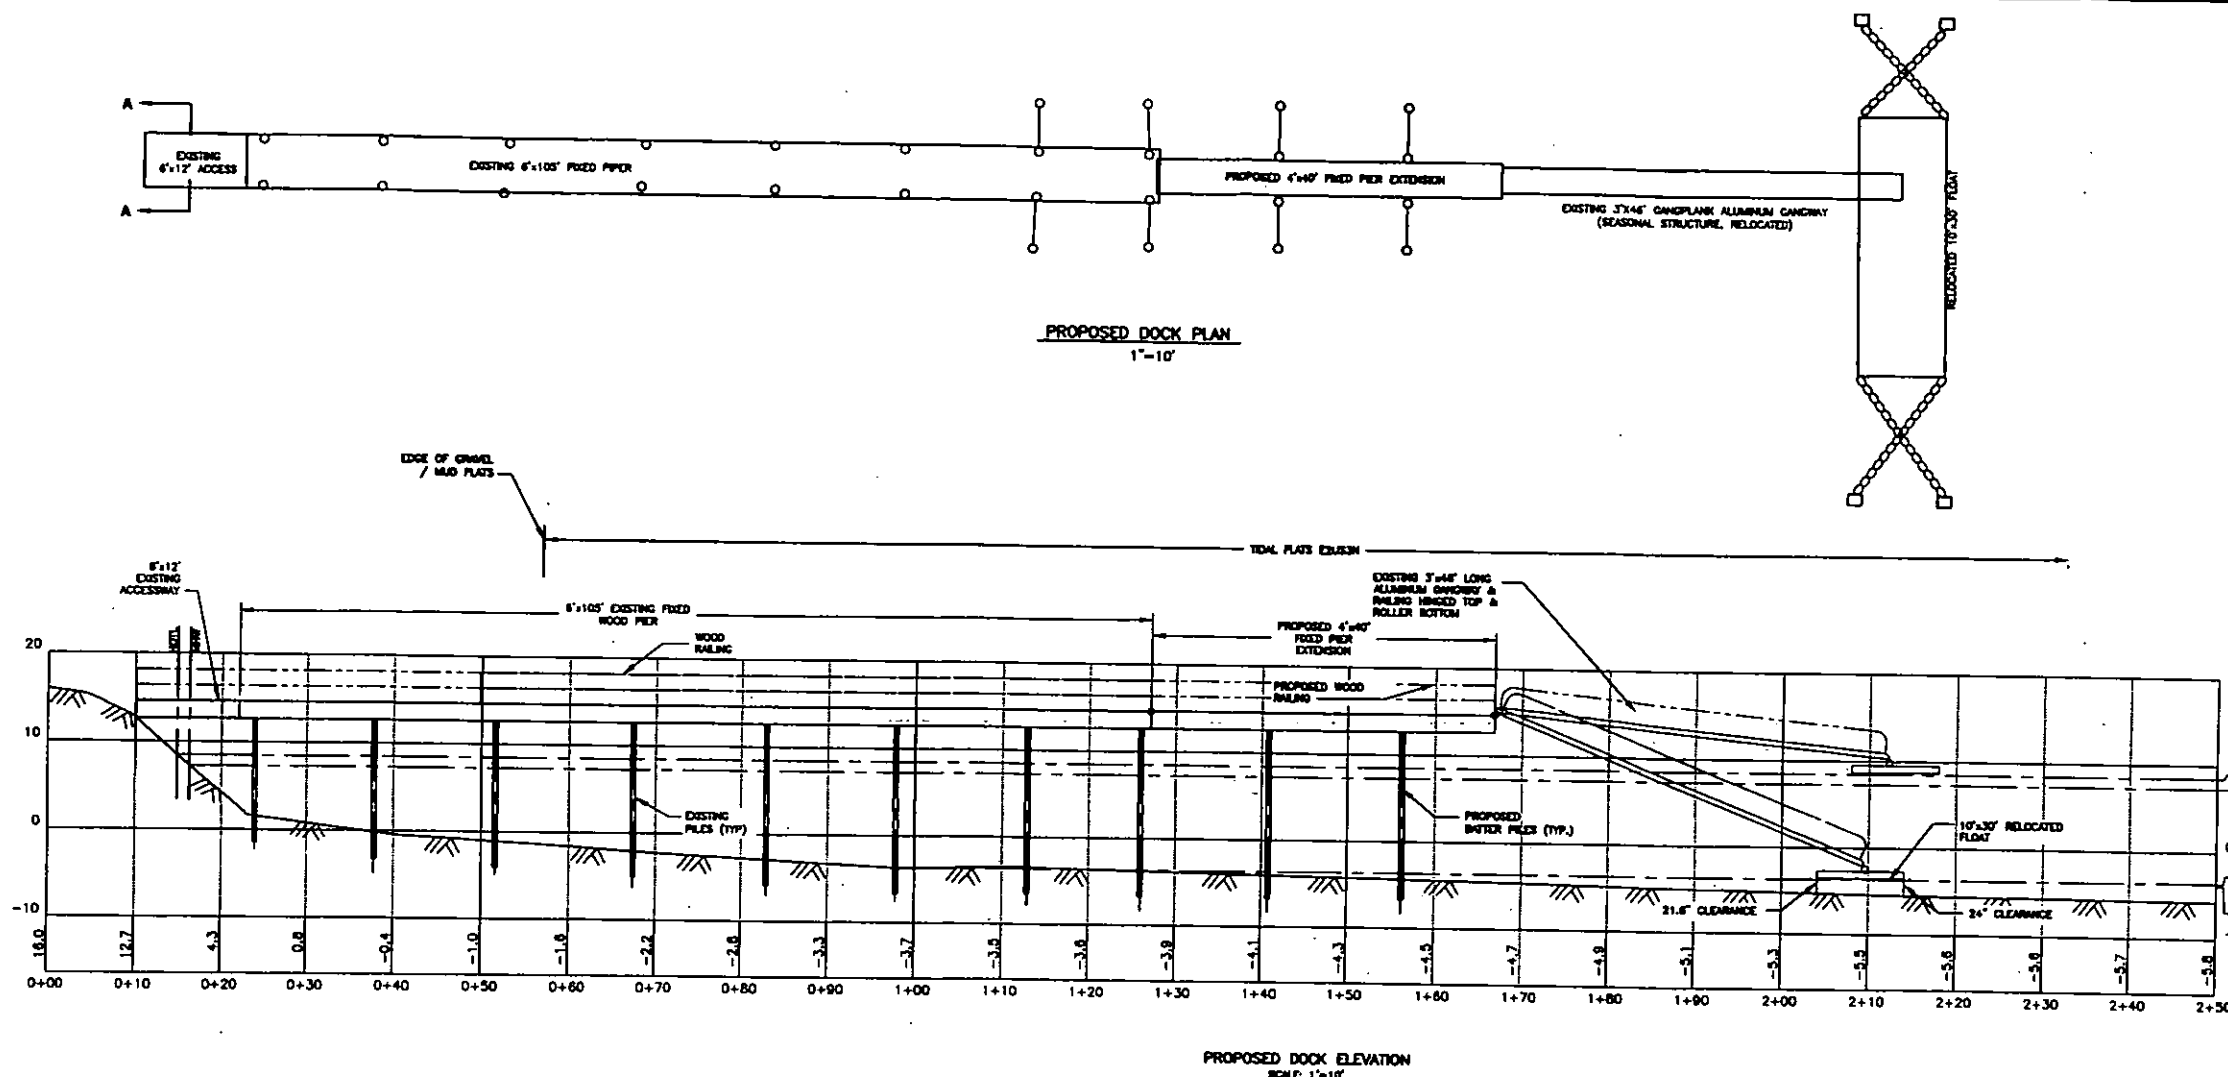 A
EXISTING
6'x12' ACCESS
A
EXISTING 6'x105' FIXED PIPER
PROPOSED 4'x40' FIXED PIER EXTENSION
EXISTING 3'X46' GANGPLANK ALUMINUM GANGWAY
(SEASONAL STRUCTURE, RELOCATED)
RELOCATED 10'x30' FLOAT
PROPOSED DOCK PLAN
1"=10'
EDGE OF GRAVEL
/ MUD FLATS
TIDAL FLATS
6'x12'
EXISTING
ACCESSWAY
6'x105' EXISTING FIXED
WOOD PIER
WOOD
RAILING
PROPOSED 4'x40'
FIXED PIER
EXTENSION
EXISTING 3'x46' LONG
ALUMINUM GANGWAY &
RAILING HINGED TOP &
ROLLER BOTTOM
PROPOSED WOOD
RAILING
EXISTING
PILES (TYP)
PROPOSED
BATTER PILES (TYP.)
10'x30' RELOCATED
FLOAT
21.6" CLEARANCE
24" CLEARANCE
20
10
0
-10
16.0 12.7 4.3 0.8 -0.4 -1.0 -1.6 -2.2 -2.8 -3.3 -3.7 -3.5 -3.6 -3.9 -4.1 -4.3 -4.5 -4.7 -4.9 -5.1 -5.3 -5.5 -5.6 -5.6 -5.7 -5.8
0+00 0+10 0+20 0+30 0+40 0+50 0+60 0+70 0+80 0+90 1+00 1+10 1+20 1+30 1+40 1+50 1+60 1+70 1+80 1+90 2+00 2+10 2+20 2+30 2+40 2+50
PROPOSED DOCK ELEVATION
SCALE: 1"=10'